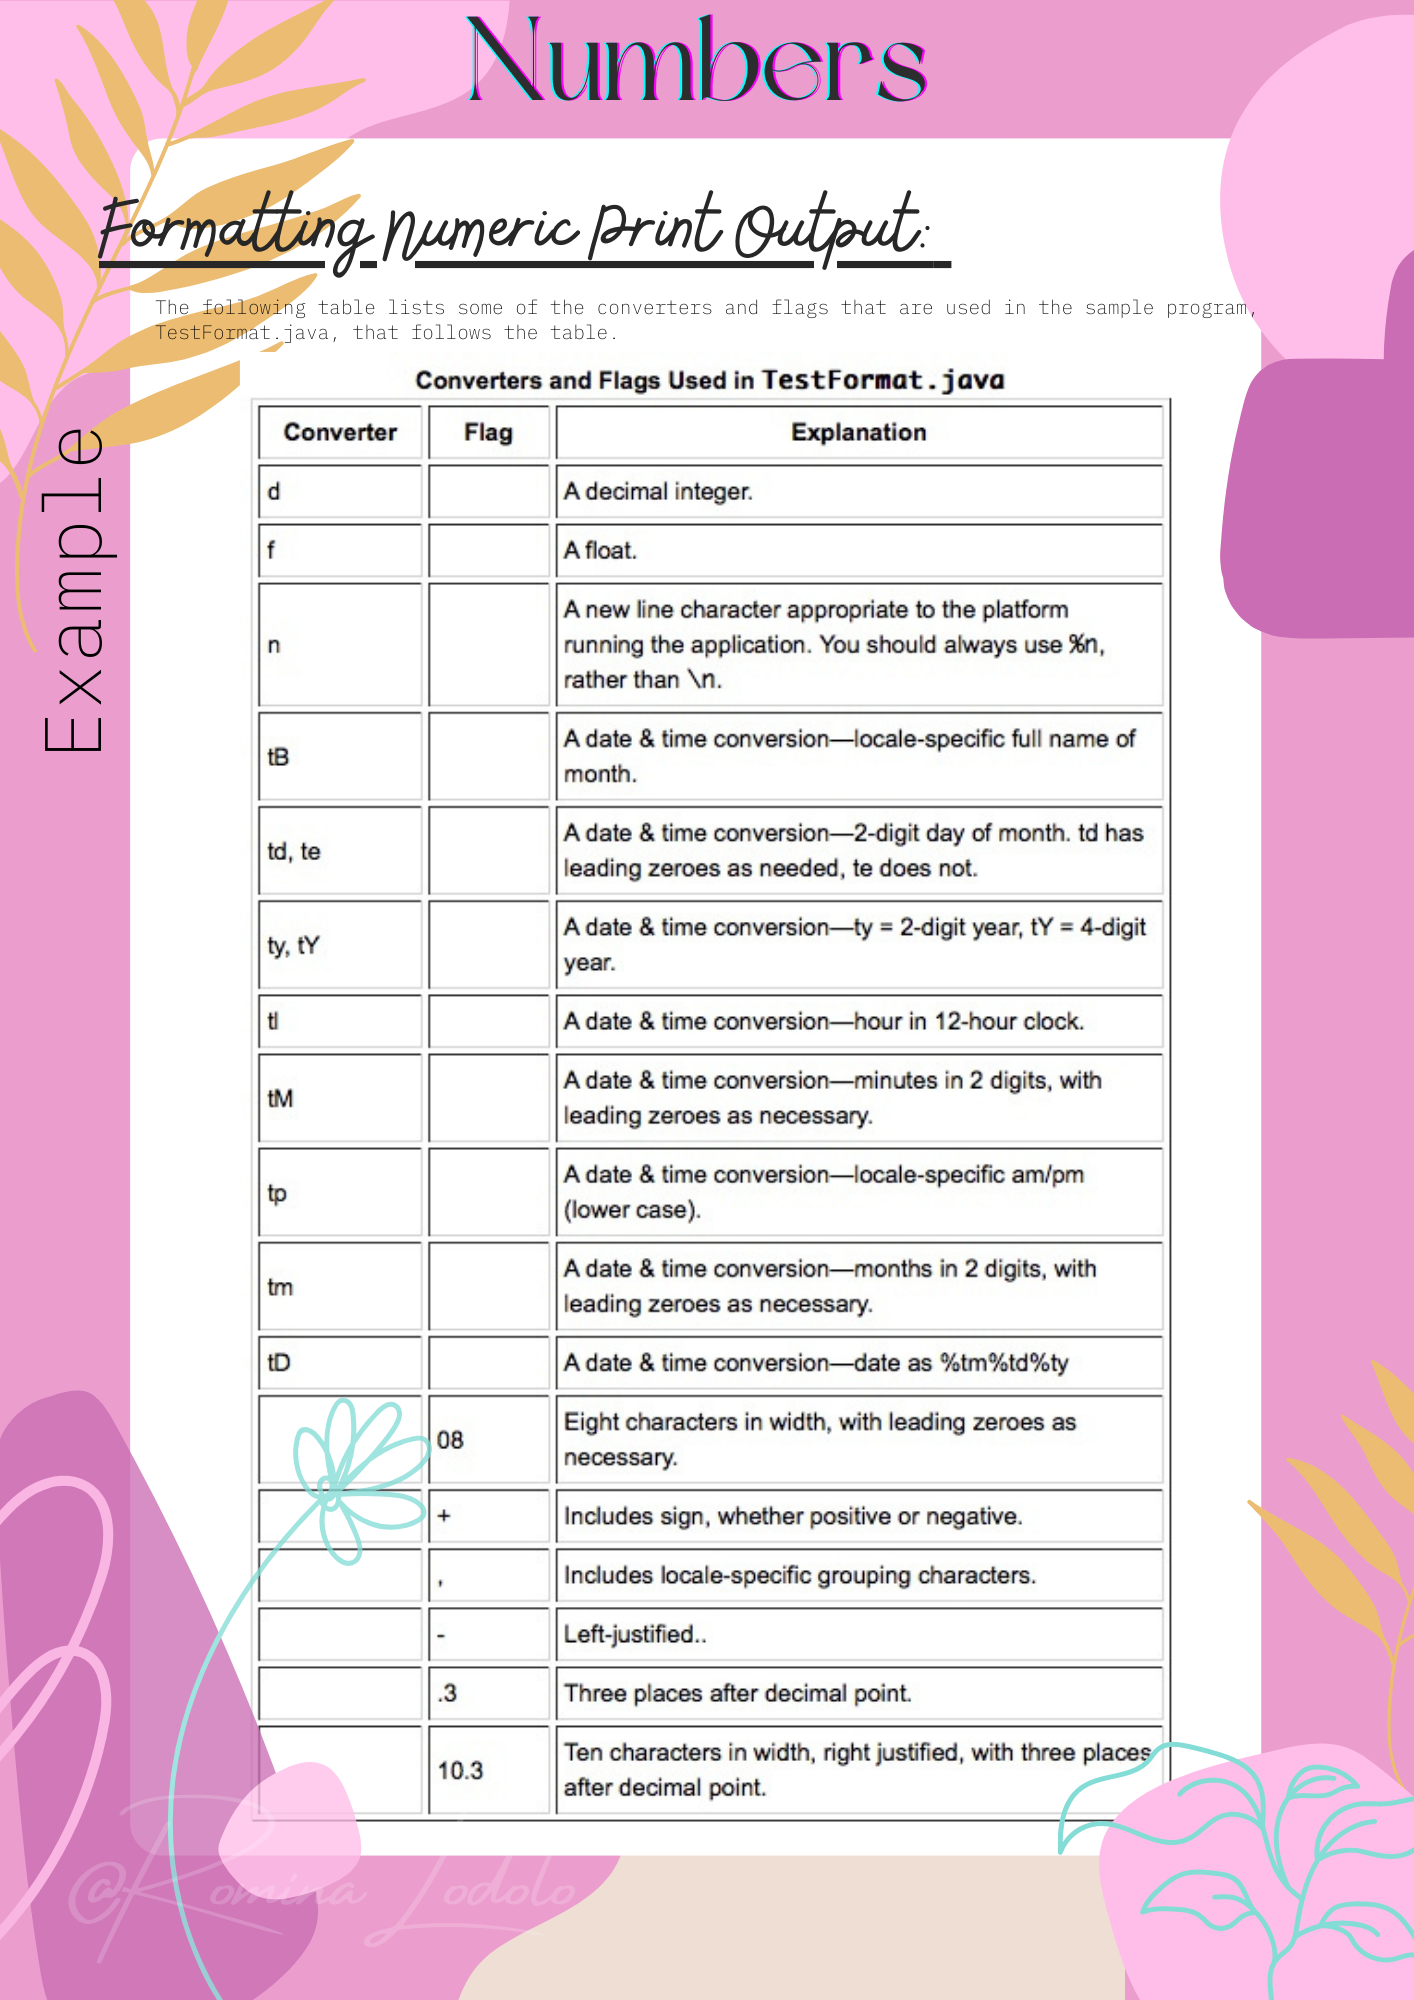 Numbers
Formatting Numeric Print Output:
The following table lists some of the converters and flags that are used in the sample program,
TestFormat.java, that follows the table.
Example
Converters and Flags Used in TestFormat.java
Converter Flag Explanation
d A decimal integer.
f A float.
n A new line character appropriate to the platform
running the application. You should always use %n,
rather than \n.
tB A date & time conversion—locale-specific full name of
month.
td, te A date & time conversion—2-digit day of month. td has
leading zeroes as needed, te does not.
ty, tY A date & time conversion—ty = 2-digit year, tY = 4-digit
year.
tl A date & time conversion—hour in 12-hour clock.
tM A date & time conversion—minutes in 2 digits, with
leading zeroes as necessary.
tp A date & time conversion—locale-specific am/pm
(lower case).
tm A date & time conversion—months in 2 digits, with
leading zeroes as necessary.
tD A date & time conversion—date as %tm%td%ty
08 Eight characters in width, with leading zeroes as
necessary.
+ Includes sign, whether positive or negative.
, Includes locale-specific grouping characters.
- Left-justified..
.3 Three places after decimal point.
10.3 Ten characters in width, right justified, with three places
after decimal point.
@Romina Lodolo